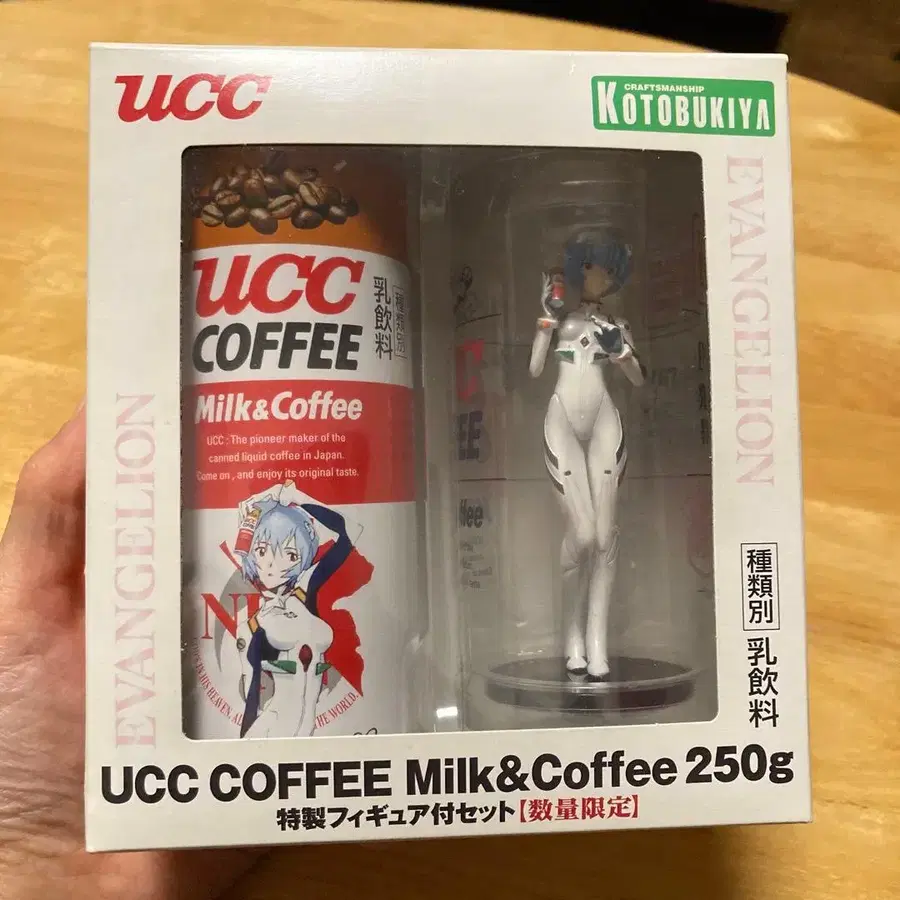 UCC
CRAFTSMANSHIP
KOTOBUKIYA
EVANGELION
EVANGELION
UCC
COFFEE
種類別
乳飲料
Milk&Coffee
UCC : The pioneer maker of the
canned liquid coffee in Japan.
Come on , and enjoy its original taste.
UCC
THE WORLD.
種類別
乳飲料
UCC COFFEE Milk&Coffee 250g
特製フィギュア付セット【数量限定】